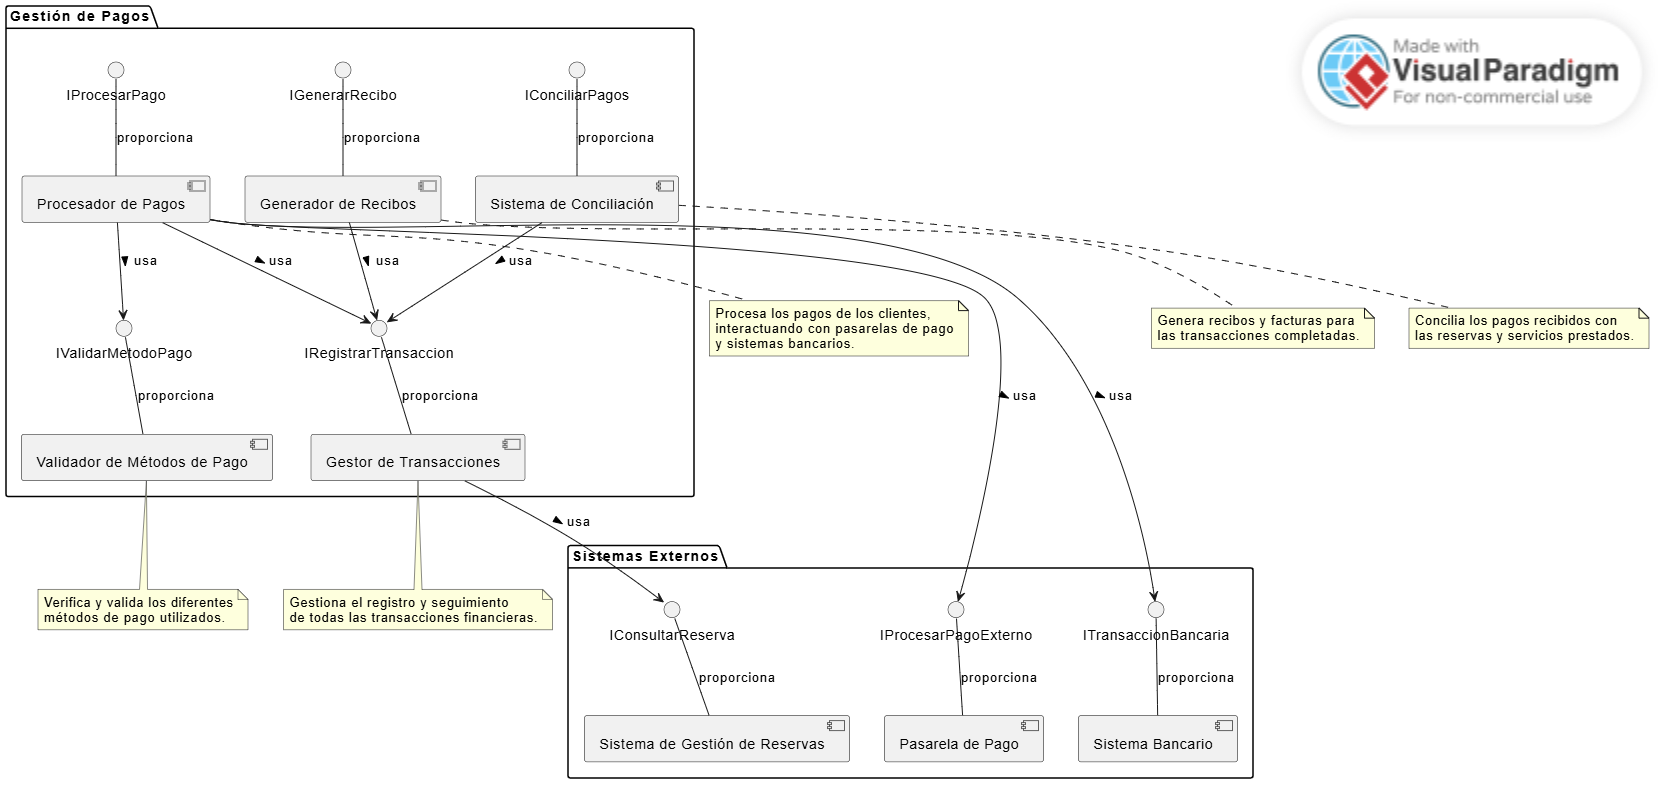 Gestión de Pagos
Made with
Visual Paradigm
For non-commercial use
IProcesarPago
IGenerarRecibo
IConciliarPagos
proporciona
proporciona
proporciona
Procesador de Pagos
Generador de Recibos
Sistema de Conciliación
usa
usa
usa
usa
Procesa los pagos de los clientes,
interactuando con pasarelas de pago
y sistemas bancarios.
Genera recibos y facturas para
las transacciones completadas.
Concilia los pagos recibidos con
las reservas y servicios prestados.
IValidarMetodoPago
IRegistrarTransaccion
proporciona
proporciona
usa
usa
Validador de Métodos de Pago
Gestor de Transacciones
usa
Sistemas Externos
Verifica y valida los diferentes
métodos de pago utilizados.
Gestiona el registro y seguimiento
de todas las transacciones financieras.
IConsultarReserva
IProcesarPagoExterno
ITransaccionBancaria
proporciona
proporciona
proporciona
Sistema de Gestión de Reservas
Pasarela de Pago
Sistema Bancario